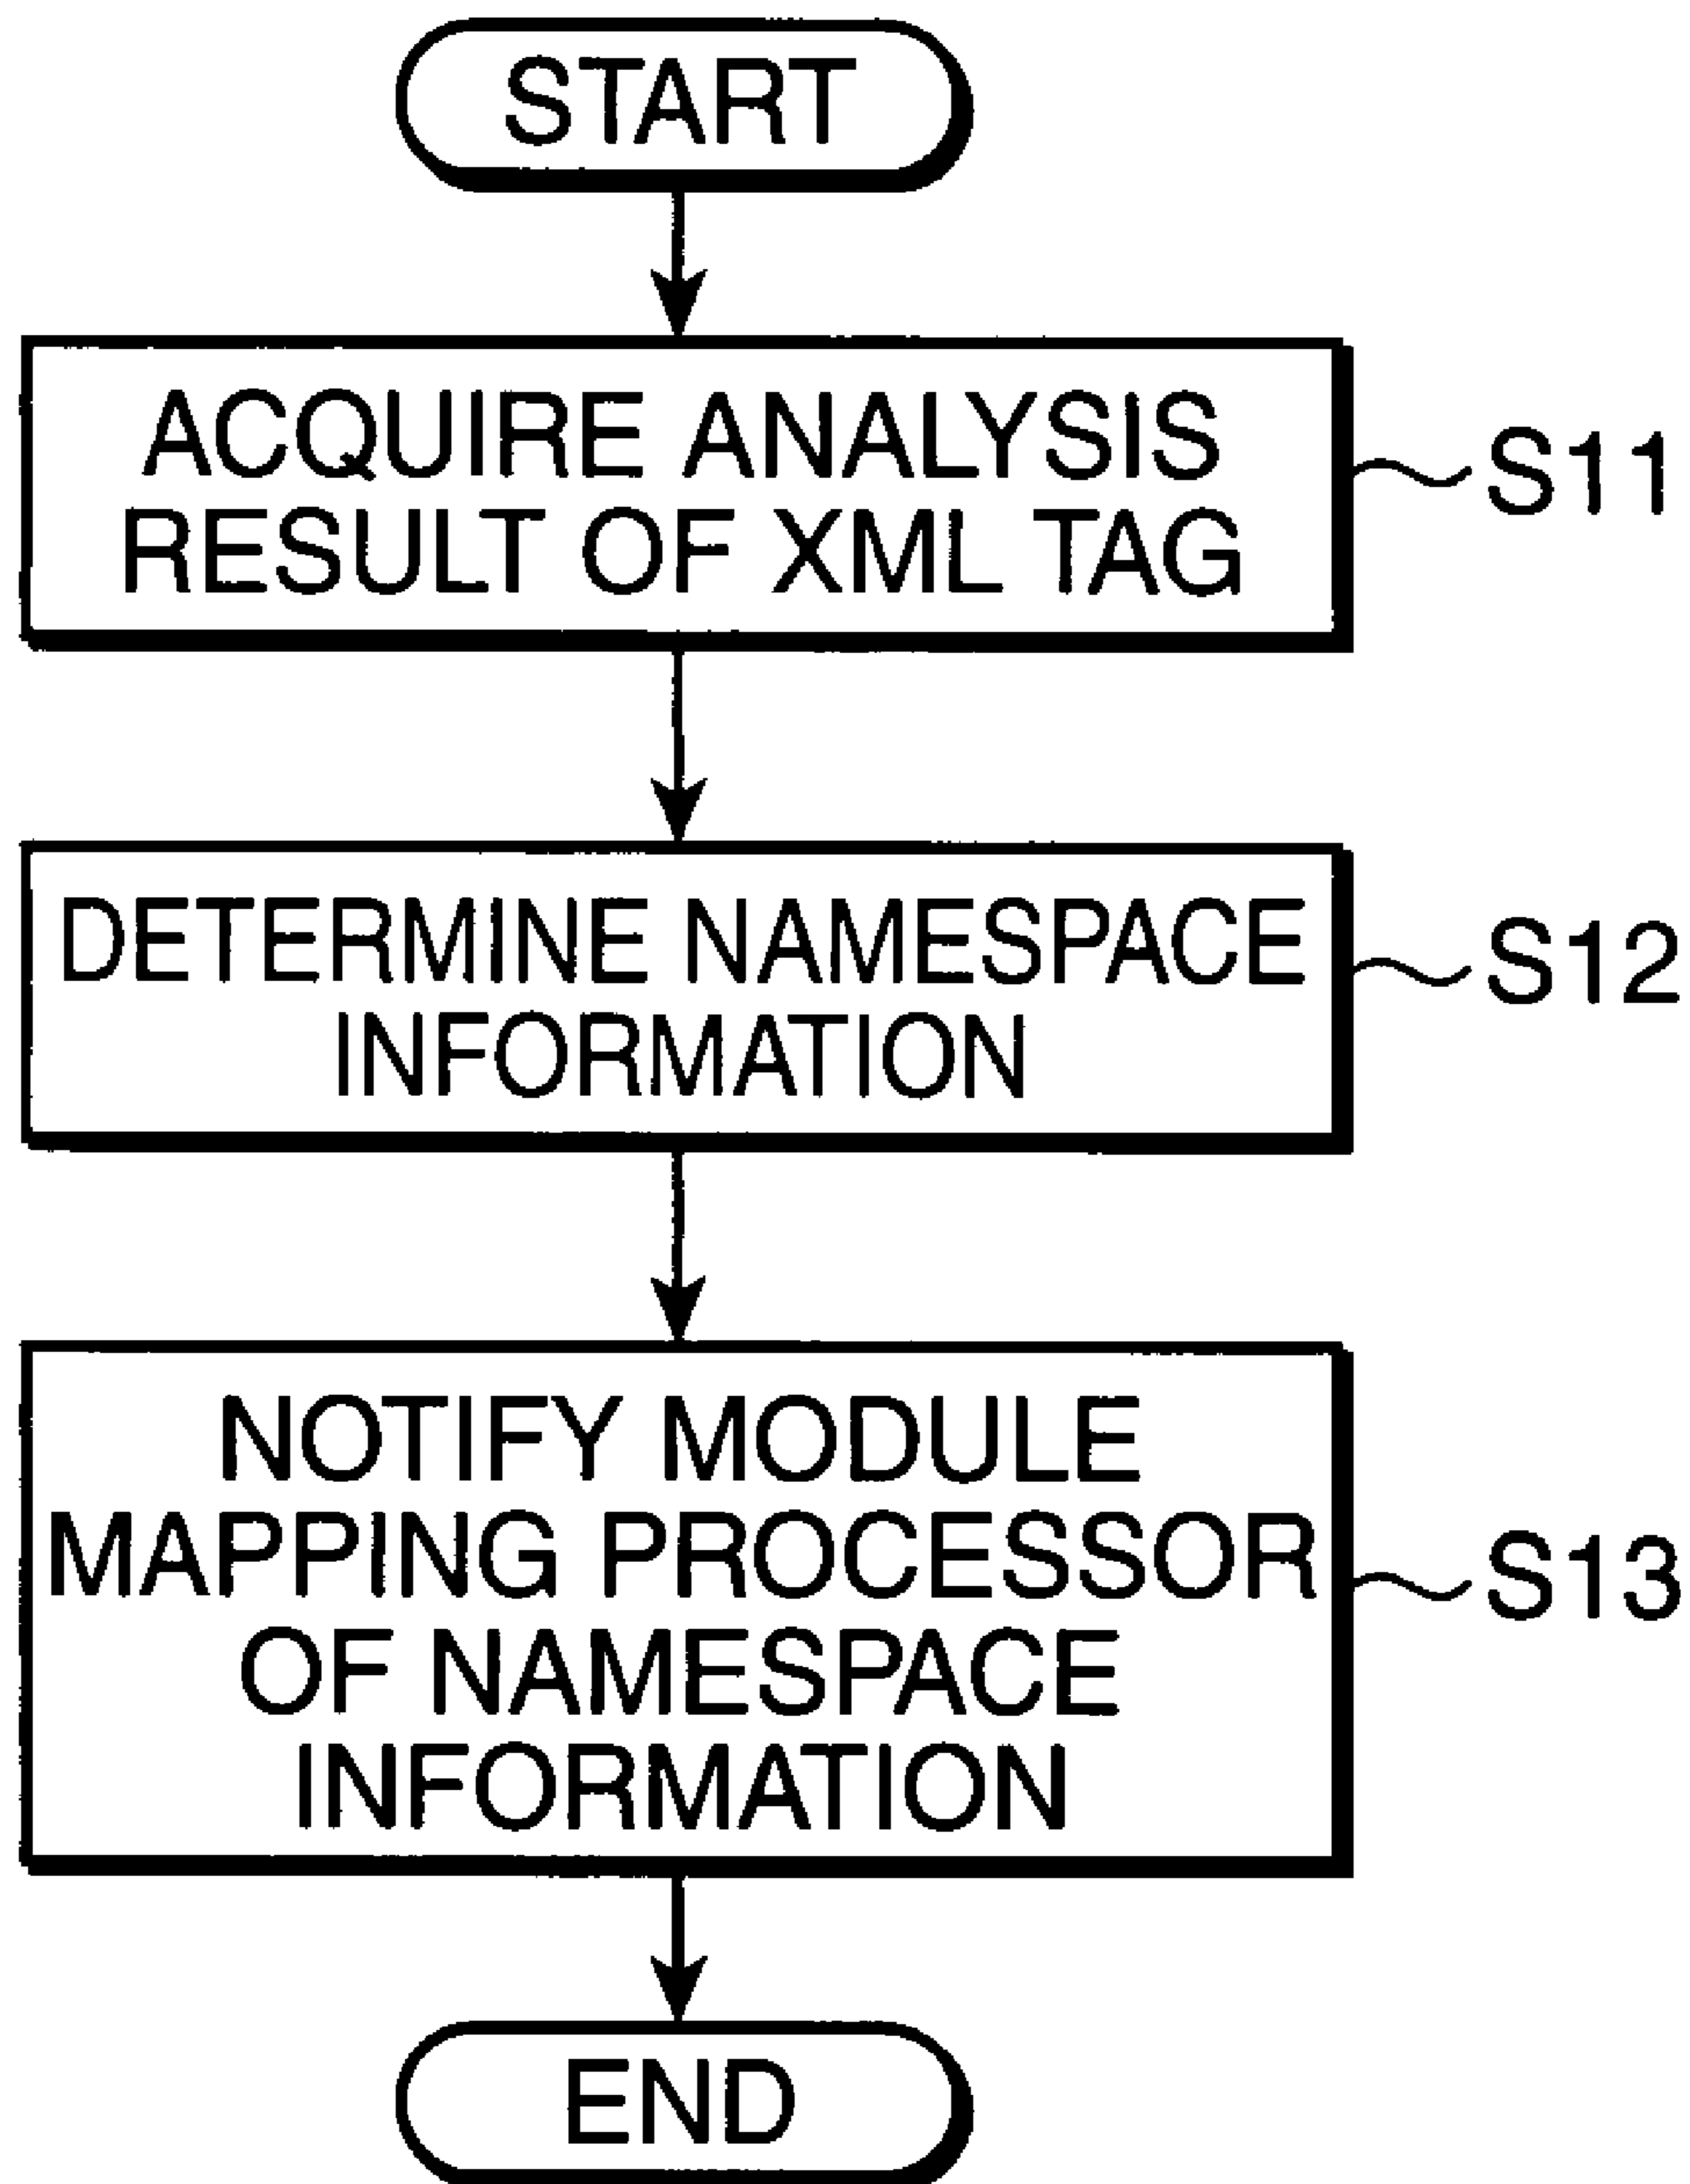 START
ACQUIRE ANALYSIS
RESULT OF XML TAG
S11
DETERMINE NAMESPACE
INFORMATION
S12
NOTIFY MODULE
MAPPING PROCESSOR
OF NAMESPACE
INFORMATION
S13
END